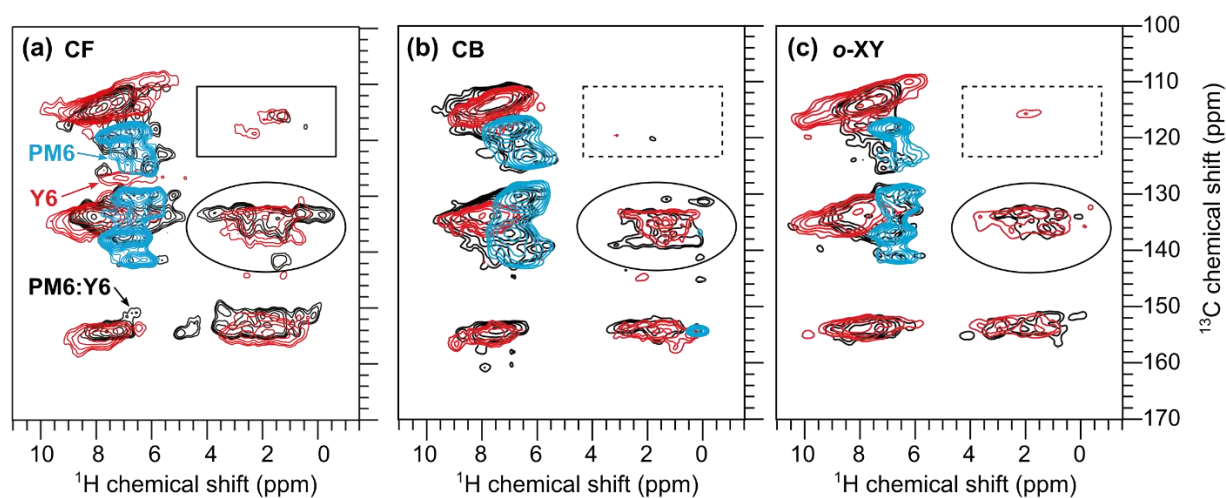 (a) CF
(b) CB
(c) o-XY
PM6
Y6
PM6:Y6
100
110
120
130
140
150
160
170
¹³C chemical shift (ppm)
10 8 6 4 2 0
10 8 6 4 2 0
10 8 6 4 2 0
¹H chemical shift (ppm)
¹H chemical shift (ppm)
¹H chemical shift (ppm)